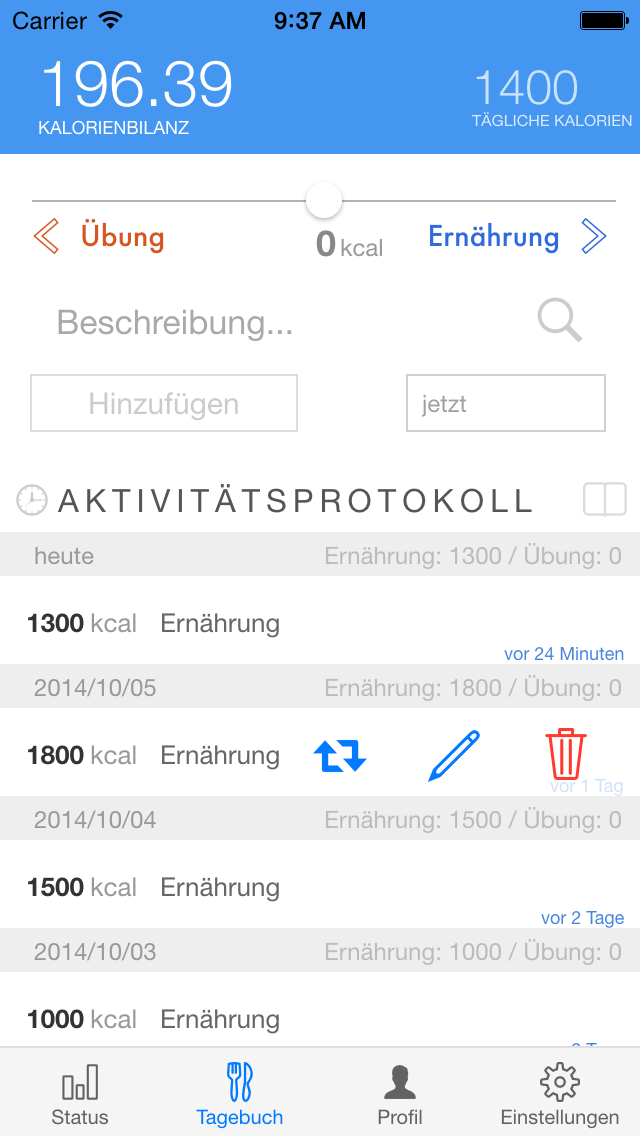 Carrier 9:37 AM
196.39 1400
KALORIENBILANZ TÄGLICHE KALORIEN
Übung 0 kcal Ernährung
Beschreibung...
Hinzufügen jetzt
AKTIVITÄTSPROTOKOLL
heute Ernährung: 1300 / Übung: 0
1300 kcal Ernährung
vor 24 Minuten
2014/10/05 Ernährung: 1800 / Übung: 0
1800 kcal Ernährung
vor 1 Tag
2014/10/04 Ernährung: 1500 / Übung: 0
1500 kcal Ernährung
vor 2 Tage
2014/10/03 Ernährung: 1000 / Übung: 0
1000 kcal Ernährung
Status Tagebuch Profil Einstellungen